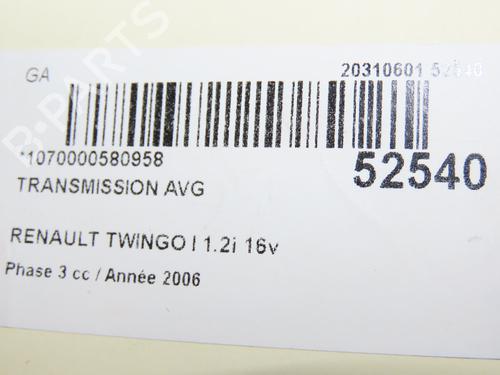 GA
20310601 52540
*1070000580958
52540
TRANSMISSION AVG
RENAULT TWINGO I 1.2i 16v
Phase 3 cc / Année 2006
B-PARTS